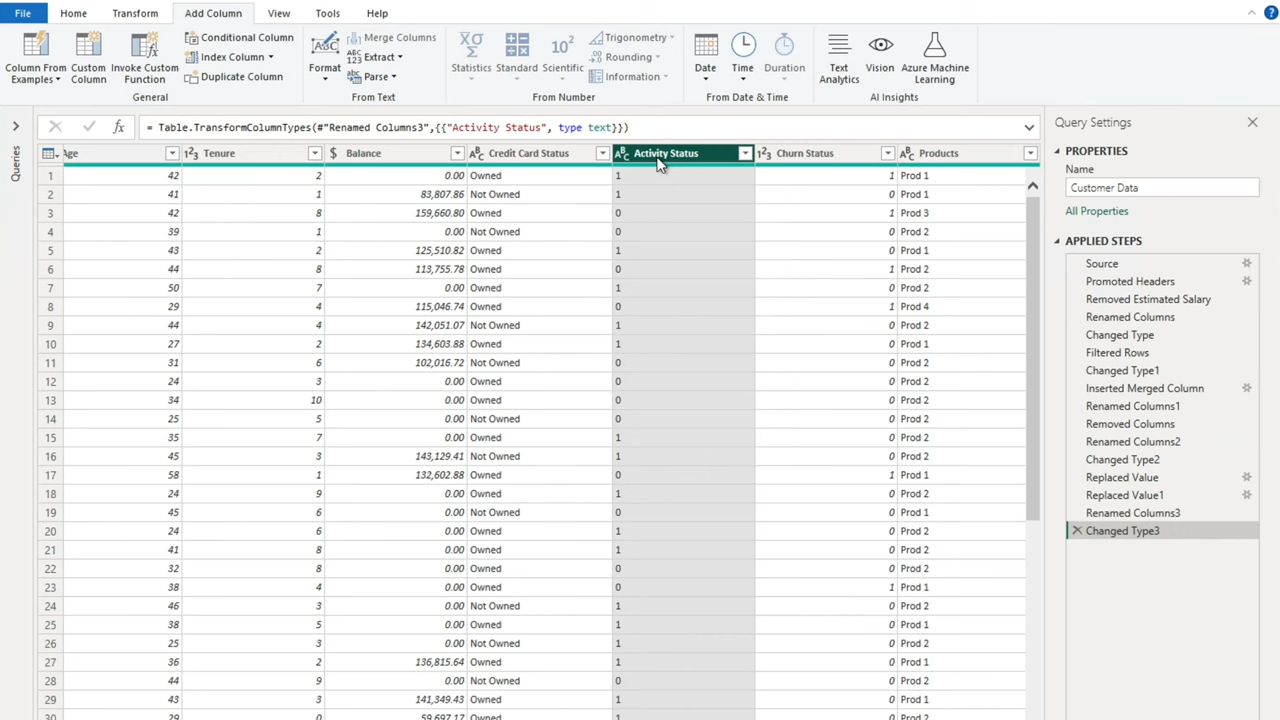 File Home Transform Add Column View Tools Help
Column From Examples
Custom Column
Invoke Custom Function
Conditional Column
Index Column
Duplicate Column
General
Format
Merge Columns
Extract
Parse
From Text
Statistics
Standard
Scientific
Trigonometry
Rounding
Information
From Number
Date
Time
Duration
From Date & Time
Text Analytics
Vision
Azure Machine Learning
AI Insights
Queries
= Table.TransformColumnTypes(#"Renamed Columns3",{{"Activity Status", type text}})
Age Tenure Balance Credit Card Status Activity Status Churn Status Products
1 42 2 0.00 Owned 1 1 Prod 1
2 41 1 83,807.86 Not Owned 1 0 Prod 1
3 42 8 159,660.80 Owned 0 1 Prod 3
4 39 1 0.00 Not Owned 0 0 Prod 2
5 43 2 125,510.82 Owned 1 0 Prod 1
6 44 8 113,755.78 Owned 0 1 Prod 2
7 50 7 0.00 Owned 1 0 Prod 2
8 29 4 115,046.74 Owned 0 1 Prod 4
9 44 4 142,051.07 Not Owned 1 0 Prod 2
10 27 2 134,603.88 Owned 1 0 Prod 1
11 31 6 102,016.72 Not Owned 0 0 Prod 2
12 24 3 0.00 Owned 0 0 Prod 2
13 34 10 0.00 Owned 0 0 Prod 2
14 25 5 0.00 Not Owned 0 0 Prod 2
15 35 7 0.00 Owned 1 0 Prod 2
16 45 3 143,129.41 Not Owned 1 0 Prod 2
17 58 1 132,602.88 Owned 0 1 Prod 1
18 24 9 0.00 Owned 1 0 Prod 2
19 45 6 0.00 Not Owned 0 0 Prod 1
20 24 6 0.00 Owned 1 0 Prod 2
21 41 8 0.00 Owned 1 0 Prod 2
22 32 8 0.00 Owned 0 0 Prod 2
23 38 4 0.00 Owned 0 1 Prod 1
24 46 3 0.00 Not Owned 1 0 Prod 2
25 38 5 0.00 Owned 1 0 Prod 1
26 25 3 0.00 Not Owned 1 0 Prod 2
27 36 2 136,815.64 Owned 1 0 Prod 1
28 44 9 0.00 Not Owned 0 0 Prod 2
29 43 3 141,349.43 Owned 1 0 Prod 1
30 29 0 59,697.17 Owned 1 0 Prod 2
Query Settings
PROPERTIES
Name
Customer Data
All Properties
APPLIED STEPS
Source
Promoted Headers
Removed Estimated Salary
Renamed Columns
Changed Type
Filtered Rows
Changed Type1
Inserted Merged Column
Renamed Columns1
Removed Columns
Renamed Columns2
Changed Type2
Replaced Value
Replaced Value1
Renamed Columns3
Changed Type3